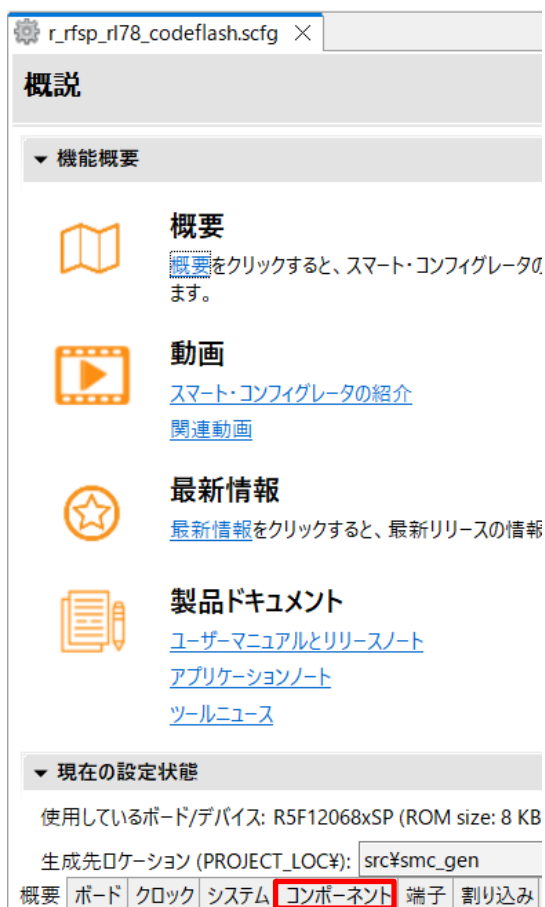 r_rfsp_rl78_codeflash.scfg
概説
機能概要
概要
概要をクリックすると、スマート・コンフィグレータの
ます。
動画
スマート・コンフィグレータの紹介
関連動画
最新情報
最新情報をクリックすると、最新リリースの情報
製品ドキュメント
ユーザーマニュアルとリリースノート
アプリケーションノート
ツールニュース
現在の設定状態
使用しているボード/デバイス: R5F12068xSP (ROM size: 8 KB
生成先ロケーション (PROJECT_LOC¥): src¥smc_gen
概要 ボード クロック システム コンポーネント 端子 割り込み